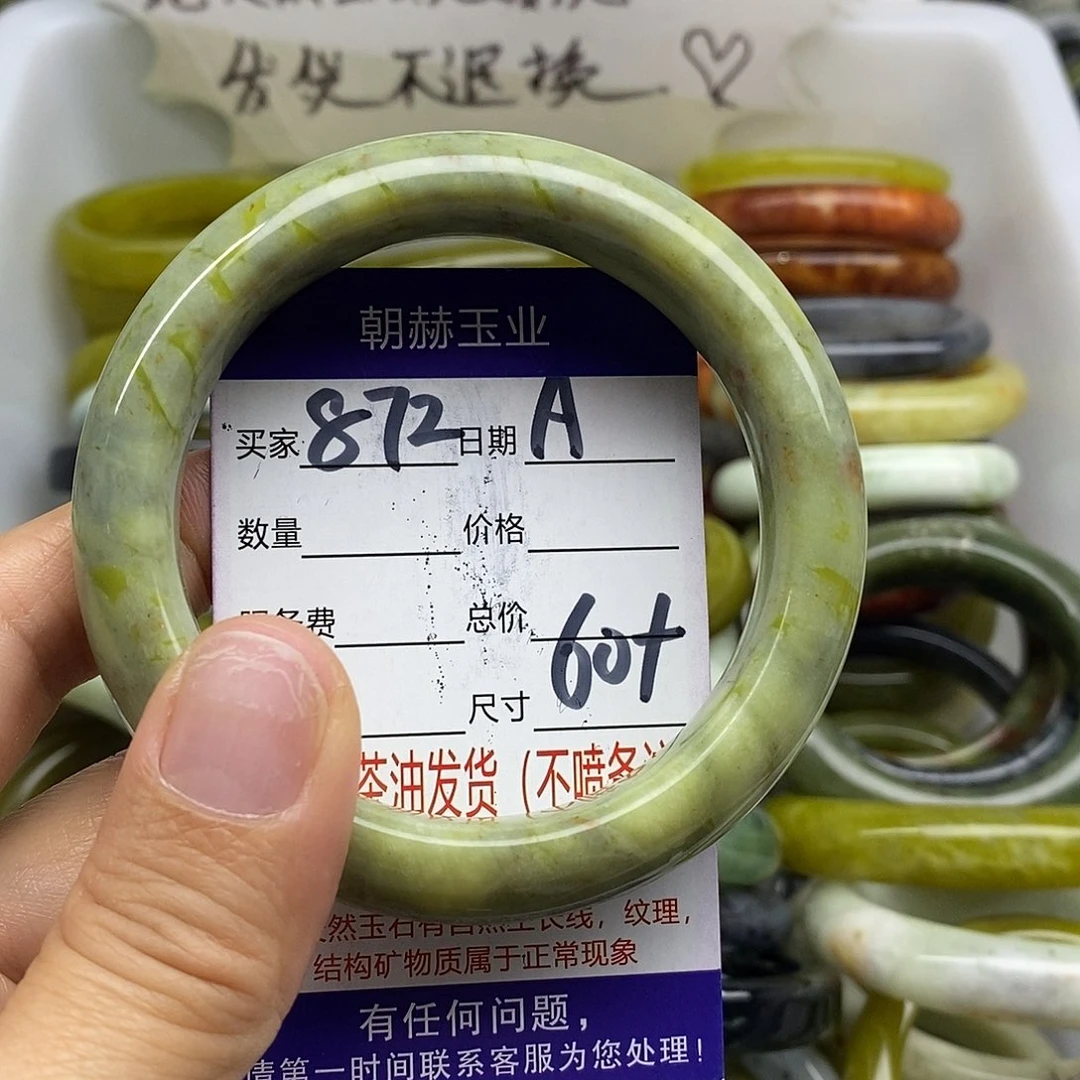 售后不退换
朝赫玉业
买家 872 日期 A
数量 价格
服务费 总价
尺寸 60+
茶油发货（不喷
然玉石有自然生长线，纹理，
结构矿物质属于正常现象
有任何问题，
请第一时间联系客服为您处理！